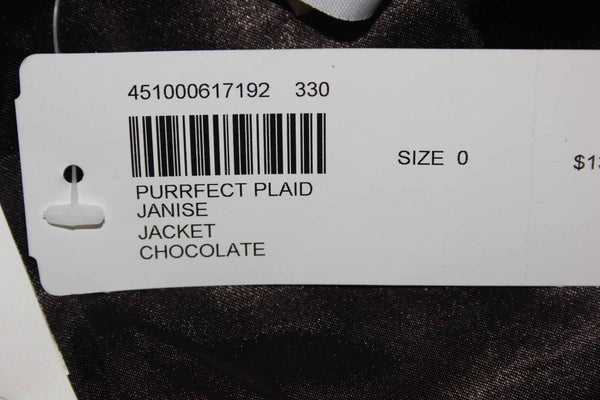 451000617192 330
SIZE 0
PURRFECT PLAID
JANISE
JACKET
CHOCOLATE